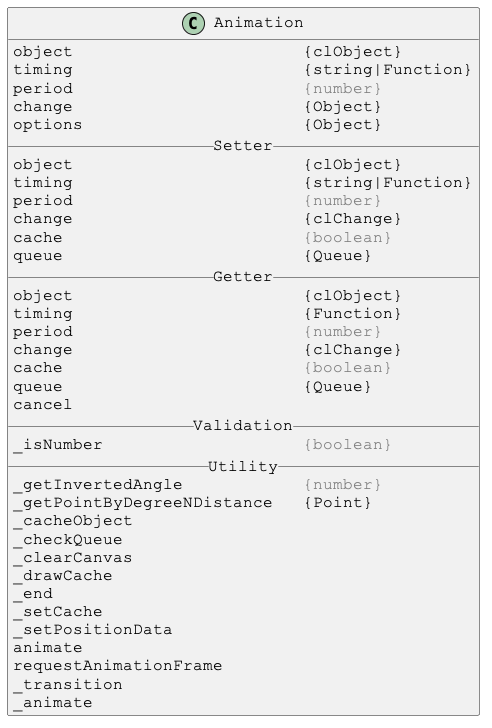 C Animation
object {clObject}
timing {string|Function}
period {number}
change {Object}
options {Object}
Setter
object {clObject}
timing {string|Function}
period {number}
change {clChange}
cache {boolean}
queue {Queue}
Getter
object {clObject}
timing {Function}
period {number}
change {clChange}
cache {boolean}
queue {Queue}
cancel
Validation
_isNumber {boolean}
Utility
_getInvertedAngle {number}
_getPointByDegreeNDistance {Point}
_cacheObject
_checkQueue
_clearCanvas
_drawCache
_end
_setCache
_setPositionData
animate
requestAnimationFrame
_transition
_animate